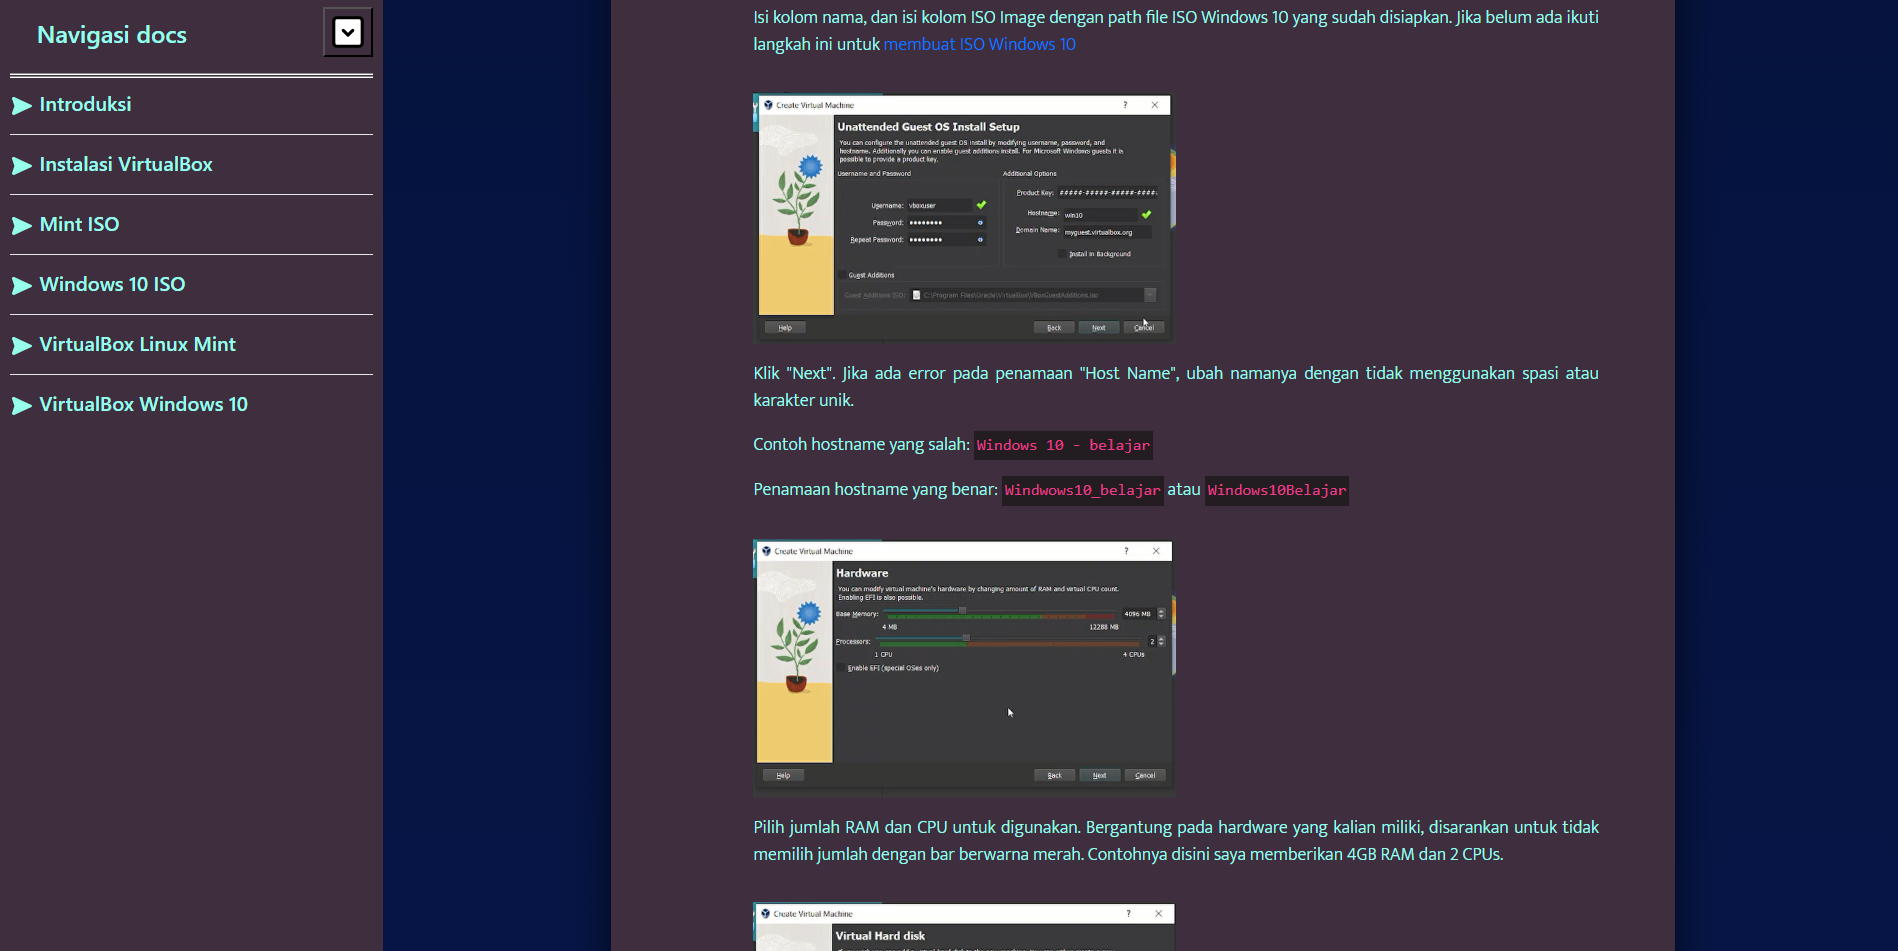 Navigasi docs
Introduksi
Instalasi VirtualBox
Mint ISO
Windows 10 ISO
VirtualBox Linux Mint
VirtualBox Windows 10
Isi kolom nama, dan isi kolom ISO Image dengan path file ISO Windows 10 yang sudah disiapkan. Jika belum ada ikuti
langkah ini untuk membuat ISO Windows 10
Create Virtual Machine
?
Unattended Guest OS Install Setup
You can configure the unattended guest OS install by modifying username, password, and
hostname. Additionally you can enable guest additions install. For Microsoft Windows guests it is
possible to provide a product key.
Username and Password
Additional Options
Product Key: #####-#####-#####-####:
Username: vboxuser
Hostname: win10
Password: ●●●●●●●●
Domain Name: myguest.virtualbox.org
Repeat Password: ●●●●●●●●
Install in Background
Guest Additions
Guest Additions ISO: C:\Program Files\Oracle\VirtualBox\VBoxGuestAdditions.iso
Help Back Next Cancel
Klik "Next". Jika ada error pada penamaan "Host Name", ubah namanya dengan tidak menggunakan spasi atau
karakter unik.
Contoh hostname yang salah: Windows 10 - belajar
Penamaan hostname yang benar: Windwows10_belajar atau Windows10Belajar
Create Virtual Machine
?
Hardware
You can modify virtual machine's hardware by changing amount of RAM and virtual CPU count.
Enabling EFI is also possible.
Base Memory: 4096 MB
4 MB 12288 MB
Processors: 2
1 CPU 4 CPUs
Enable EFI (special OSes only)
Help Back Next Cancel
Pilih jumlah RAM dan CPU untuk digunakan. Bergantung pada hardware yang kalian miliki, disarankan untuk tidak
memilih jumlah dengan bar berwarna merah. Contohnya disini saya memberikan 4GB RAM dan 2 CPUs.
Create Virtual Machine
?
Virtual Hard disk